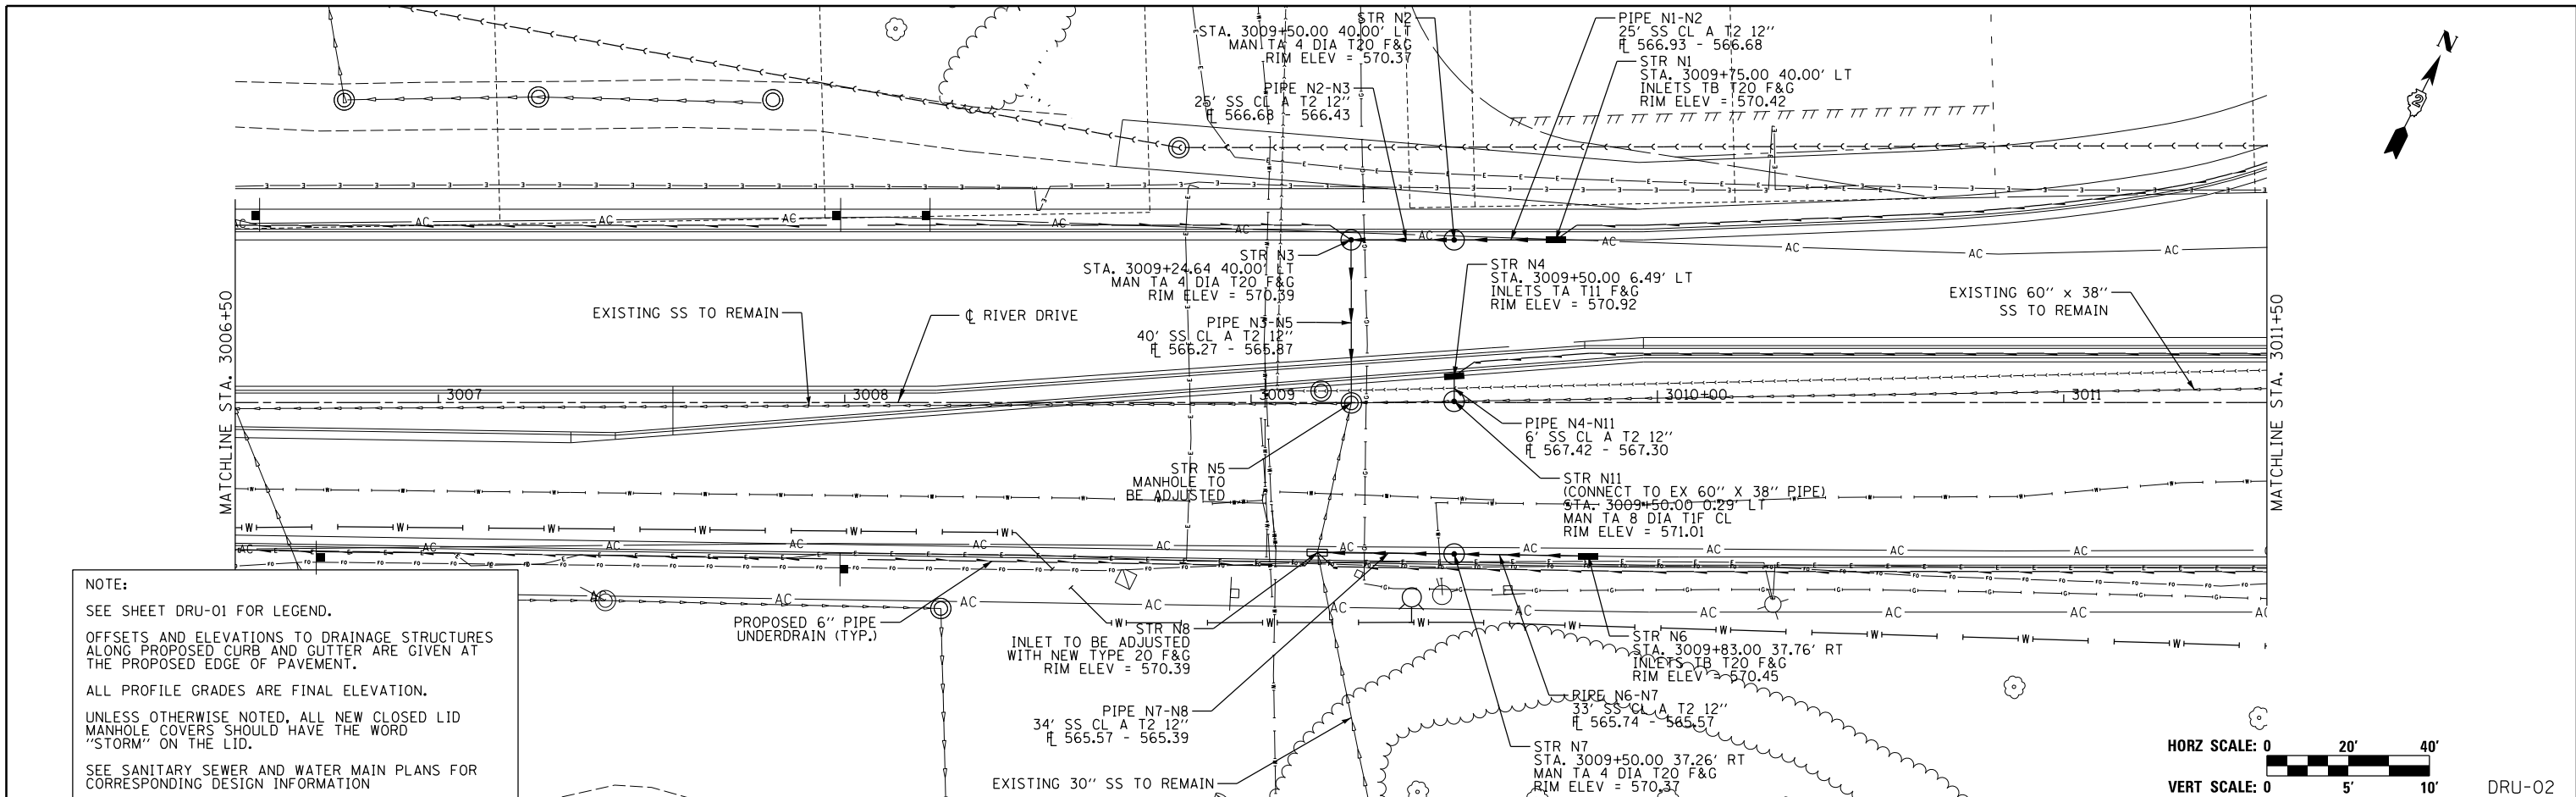 STR N2
STA. 3009+50.00 40.00' LT
MAN TA 4 DIA T20 F&G
RIM ELEV = 570.37
PIPE N2-N3
25' SS CL A T2 12"
FL 566.68 - 566.43
PIPE N1-N2
25' SS CL A T2 12"
FL 566.93 - 566.68
STR N1
STA. 3009+75.00 40.00' LT
INLETS TB T20 F&G
RIM ELEV = 570.42
N
STR N3
STA. 3009+24.64 40.00' LT
MAN TA 4 DIA T20 F&G
RIM ELEV = 570.39
STR N4
STA. 3009+50.00 6.49' LT
INLETS TA T11 F&G
RIM ELEV = 570.92
EXISTING SS TO REMAIN
℄ RIVER DRIVE
PIPE N3-N5
40' SS CL A T2 12"
FL 566.27 - 565.87
EXISTING 60" x 38"
SS TO REMAIN
MATCHLINE STA. 3006+50
MATCHLINE STA. 3011+50
3007
3008
3009
3010+00
3011
PIPE N4-N11
6' SS CL A T2 12"
FL 567.42 - 567.30
STR N5
MANHOLE TO
BE ADJUSTED
STR N11
(CONNECT TO EX 60" X 38" PIPE)
STA. 3009+50.00 0.29' LT
MAN TA 8 DIA T1F CL
RIM ELEV = 571.01
PROPOSED 6" PIPE
UNDERDRAIN (TYP.)
STR N8
INLET TO BE ADJUSTED
WITH NEW TYPE 20 F&G
RIM ELEV = 570.39
STR N6
STA. 3009+83.00 37.76' RT
INLETS TB T20 F&G
RIM ELEV = 570.45
PIPE N7-N8
34' SS CL A T2 12"
FL 565.57 - 565.39
PIPE N6-N7
33' SS CL A T2 12"
FL 565.74 - 565.57
STR N7
STA. 3009+50.00 37.26' RT
MAN TA 4 DIA T20 F&G
RIM ELEV = 570.37
EXISTING 30" SS TO REMAIN
NOTE:
SEE SHEET DRU-01 FOR LEGEND.
OFFSETS AND ELEVATIONS TO DRAINAGE STRUCTURES
ALONG PROPOSED CURB AND GUTTER ARE GIVEN AT
THE PROPOSED EDGE OF PAVEMENT.
ALL PROFILE GRADES ARE FINAL ELEVATION.
UNLESS OTHERWISE NOTED, ALL NEW CLOSED LID
MANHOLE COVERS SHOULD HAVE THE WORD
"STORM" ON THE LID.
SEE SANITARY SEWER AND WATER MAIN PLANS FOR
CORRESPONDING DESIGN INFORMATION
HORZ SCALE: 0 20' 40'
VERT SCALE: 0 5' 10'
DRU-02